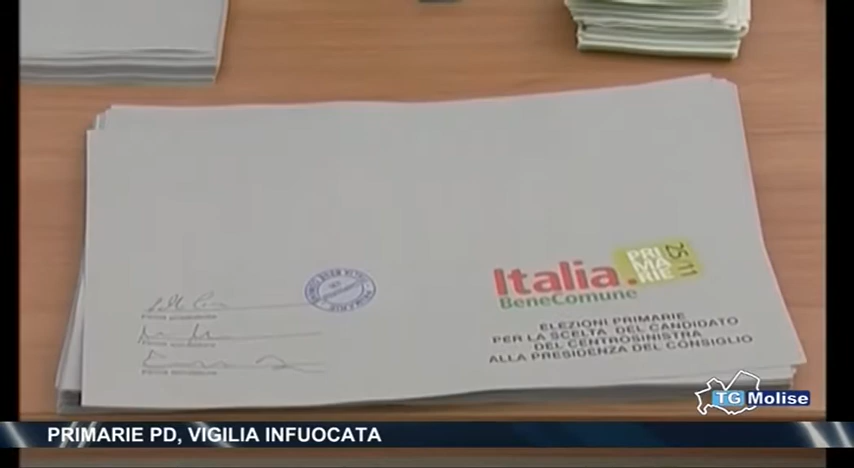 Italia.
BeneComune
PRI
MA
RIE
25/11
ELEZIONI PRIMARIE
PER LA SCELTA DEL CANDIDATO
DEL CENTROSINISTRA
ALLA PRESIDENZA DEL CONSIGLIO
TG Molise
PRIMARIE PD, VIGILIA INFUOCATA